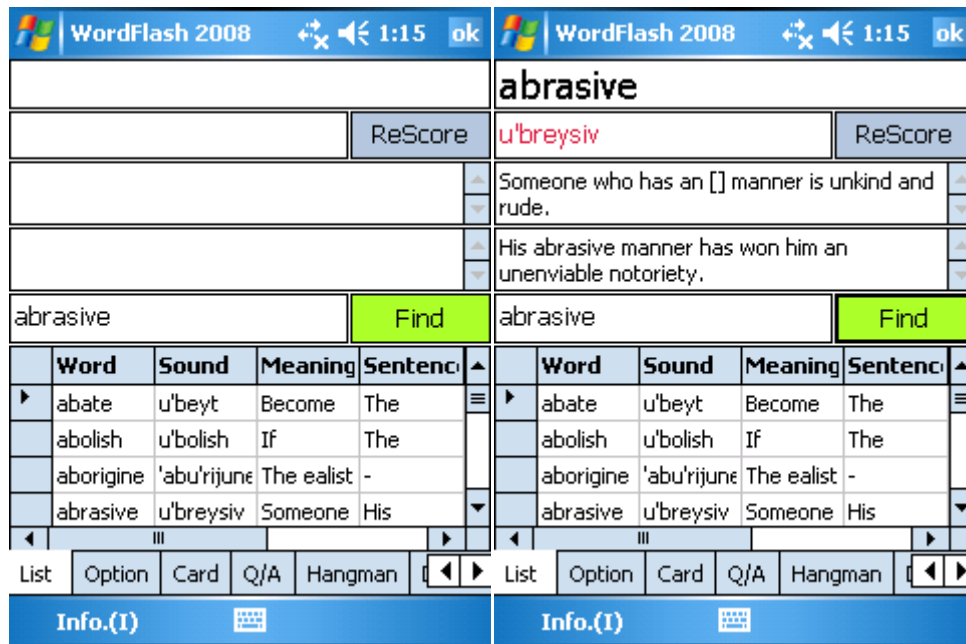 WordFlash 2008 1:15 ok
ReScore
abrasive Find
Word Sound Meaning Sentenc
abate u'beyt Become The
abolish u'bolish If The
aborigine 'abu'rijune The ealist -
abrasive u'breysiv Someone His
List Option Card Q/A Hangman
Info.(I)
WordFlash 2008 1:15 ok
abrasive
u'breysiv ReScore
Someone who has an [] manner is unkind and
rude.
His abrasive manner has won him an
unenviable notoriety.
abrasive Find
Word Sound Meaning Sentenc
abate u'beyt Become The
abolish u'bolish If The
aborigine 'abu'rijune The ealist -
abrasive u'breysiv Someone His
List Option Card Q/A Hangman
Info.(I)